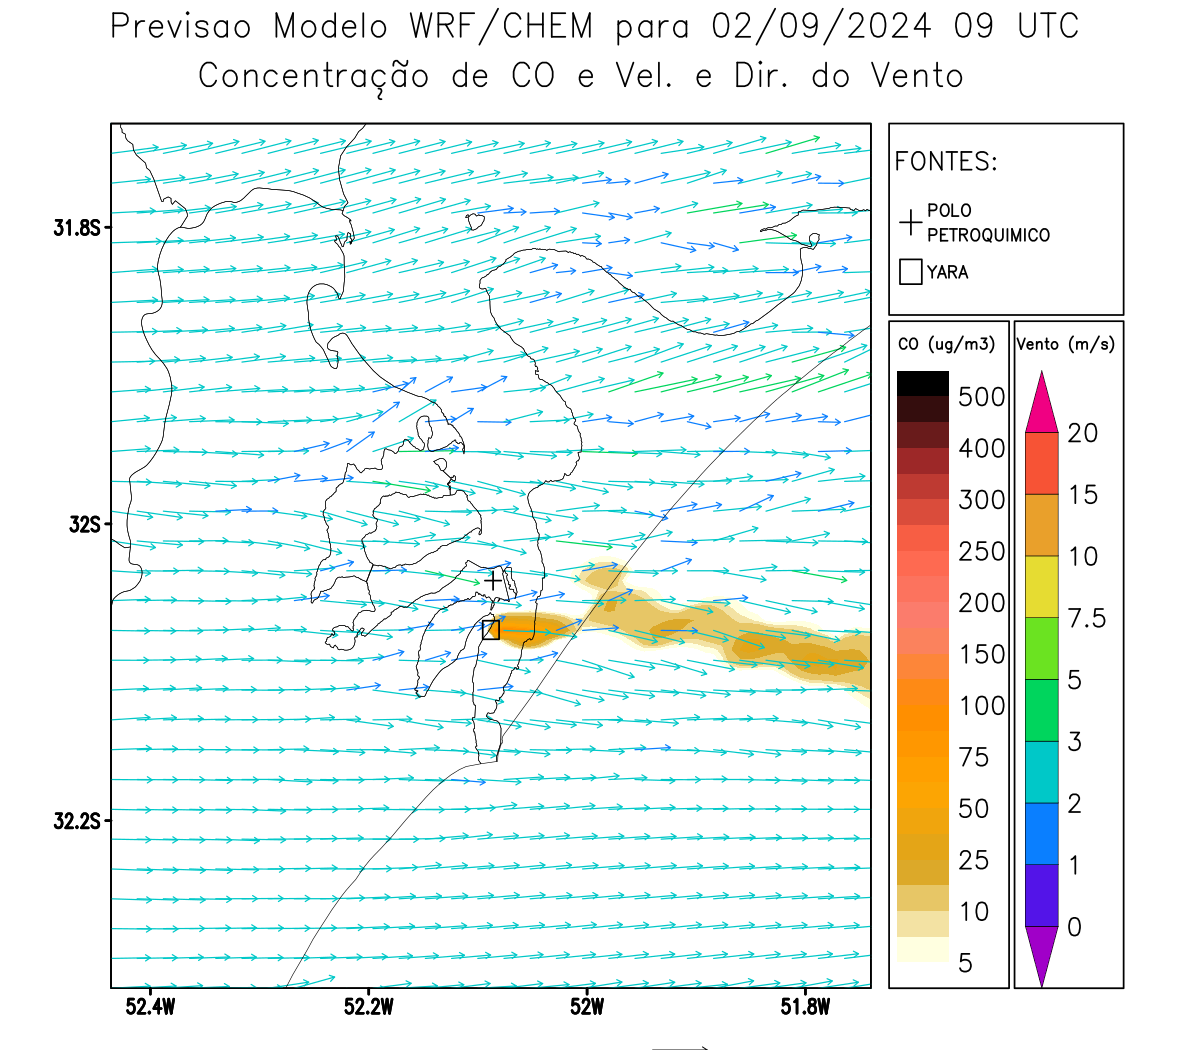 Previsao Modelo WRF/CHEM para 02/09/2024 09 UTC
Concentração de CO e Vel. e Dir. do Vento
FONTES:
POLO
PETROQUIMICO
YARA
CO (ug/m3)
500
400
300
250
200
150
100
75
50
25
10
5
Vento (m/s)
20
15
10
7.5
5
3
2
1
0
31.8S
32S
32.2S
52.4W 52.2W 52W 51.8W